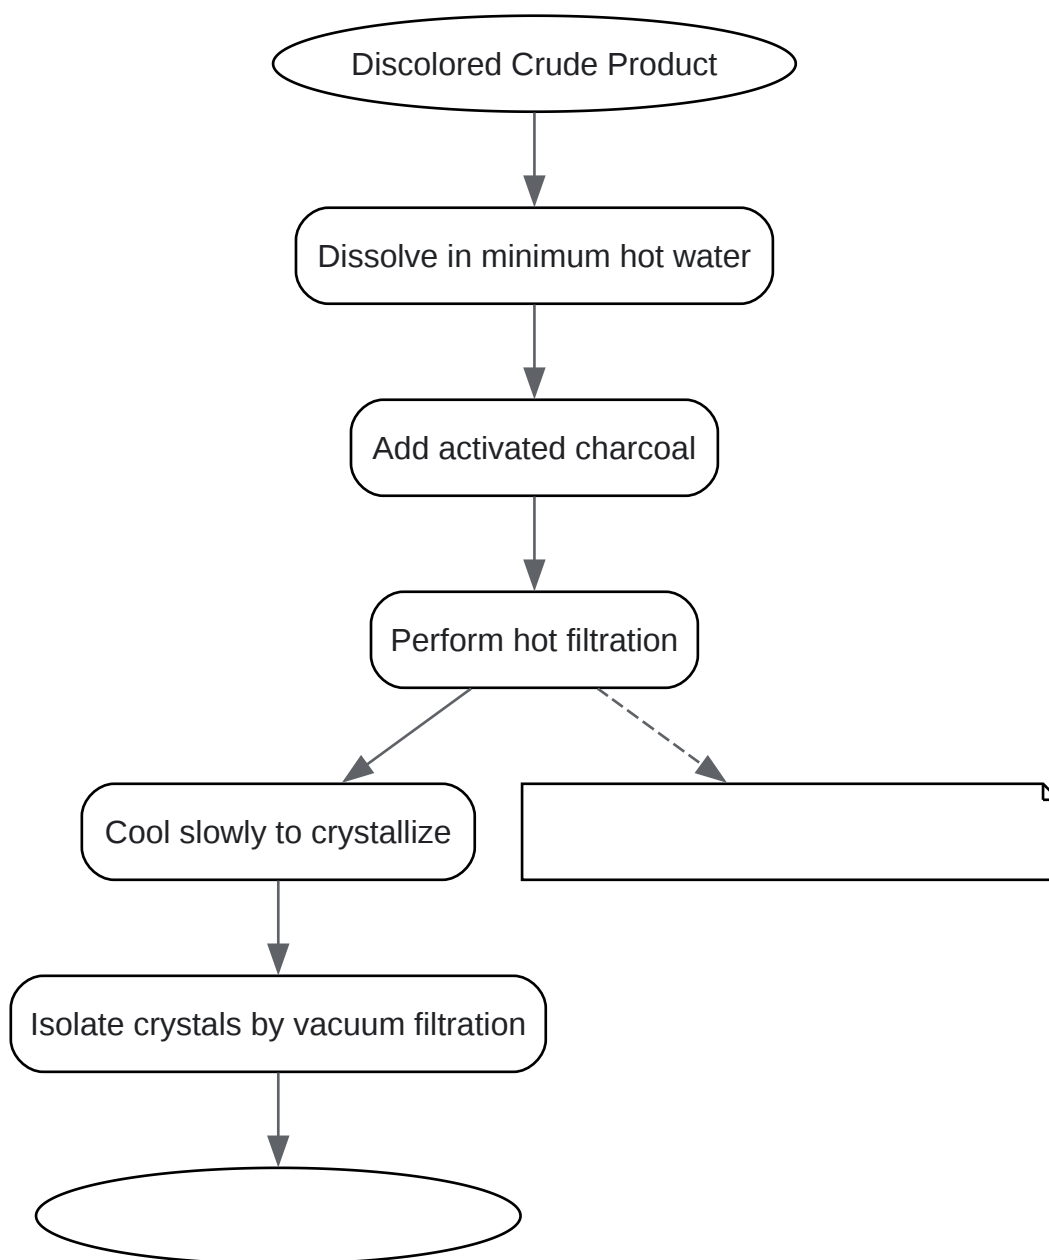 Discolored Crude Product
Dissolve in minimum hot water
Add activated charcoal
Perform hot filtration
Cool slowly to crystallize
Isolate crystals by vacuum filtration